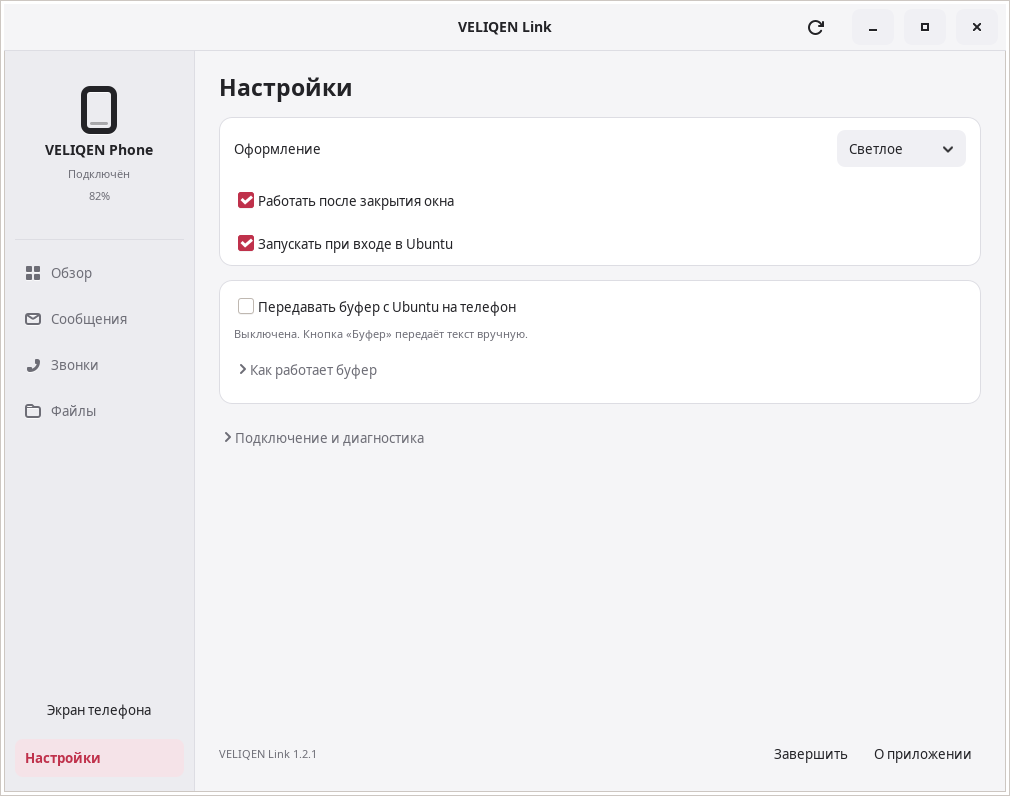 VELIQEN Link
VELIQEN Phone
Подключён
82%
Обзор
Сообщения
Звонки
Файлы
Экран телефона
Настройки
Настройки
Оформление
Светлое
Работать после закрытия окна
Запускать при входе в Ubuntu
Передавать буфер с Ubuntu на телефон
Выключена. Кнопка «Буфер» передаёт текст вручную.
Как работает буфер
Подключение и диагностика
VELIQEN Link 1.2.1
Завершить
О приложении